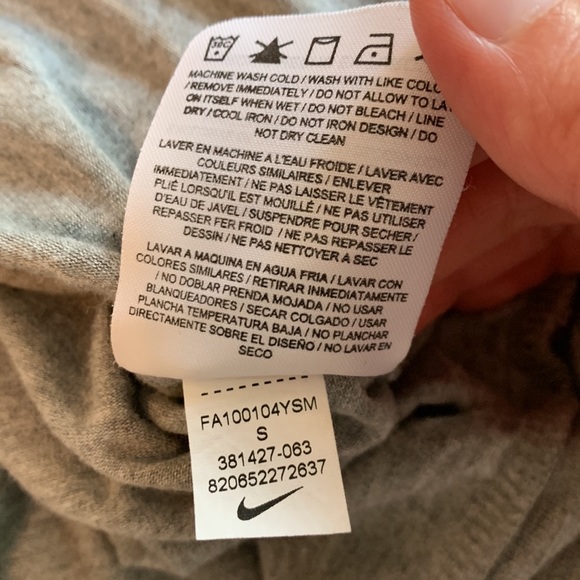 30C
MACHINE WASH COLD / WASH WITH LIKE
/ REMOVE IMMEDIATELY / DO NOT ALLOW TO
ON ITSELF WHEN WET / DO NOT BLEACH / LINE
DRY / COOL IRON / DO NOT IRON DESIGN / DO
NOT DRY CLEAN
LAVER EN MACHINE A L'EAU FROIDE / LAVER AVEC
COULEURS SIMILAIRES / ENLEVER
IMMEDIATEMENT / NE PAS LAISSER LE VÊTEMENT
PLIÉ LORSQU'IL EST MOUILLÉ / NE PAS UTILISER
D'EAU DE JAVEL / SUSPENDRE POUR SECHER /
REPASSER FER FROID / NE PAS REPASSER LE
DESSIN / NE PAS NETTOYER A SEC
LAVAR A MAQUINA EN AGUA FRIA / LAVAR CON
COLORES SIMILARES / RETIRAR INMEDIATAMENTE
/ NO DOBLAR PRENDA MOJADA / NO USAR
BLANQUEADORES / SECAR COLGADO / USAR
PLANCHA TEMPERATURA BAJA / NO PLANCHAR
DIRECTAMENTE SOBRE EL DISEÑO / NO LAVAR EN
SECO
FA100104YSM
S
381427-063
820652272637